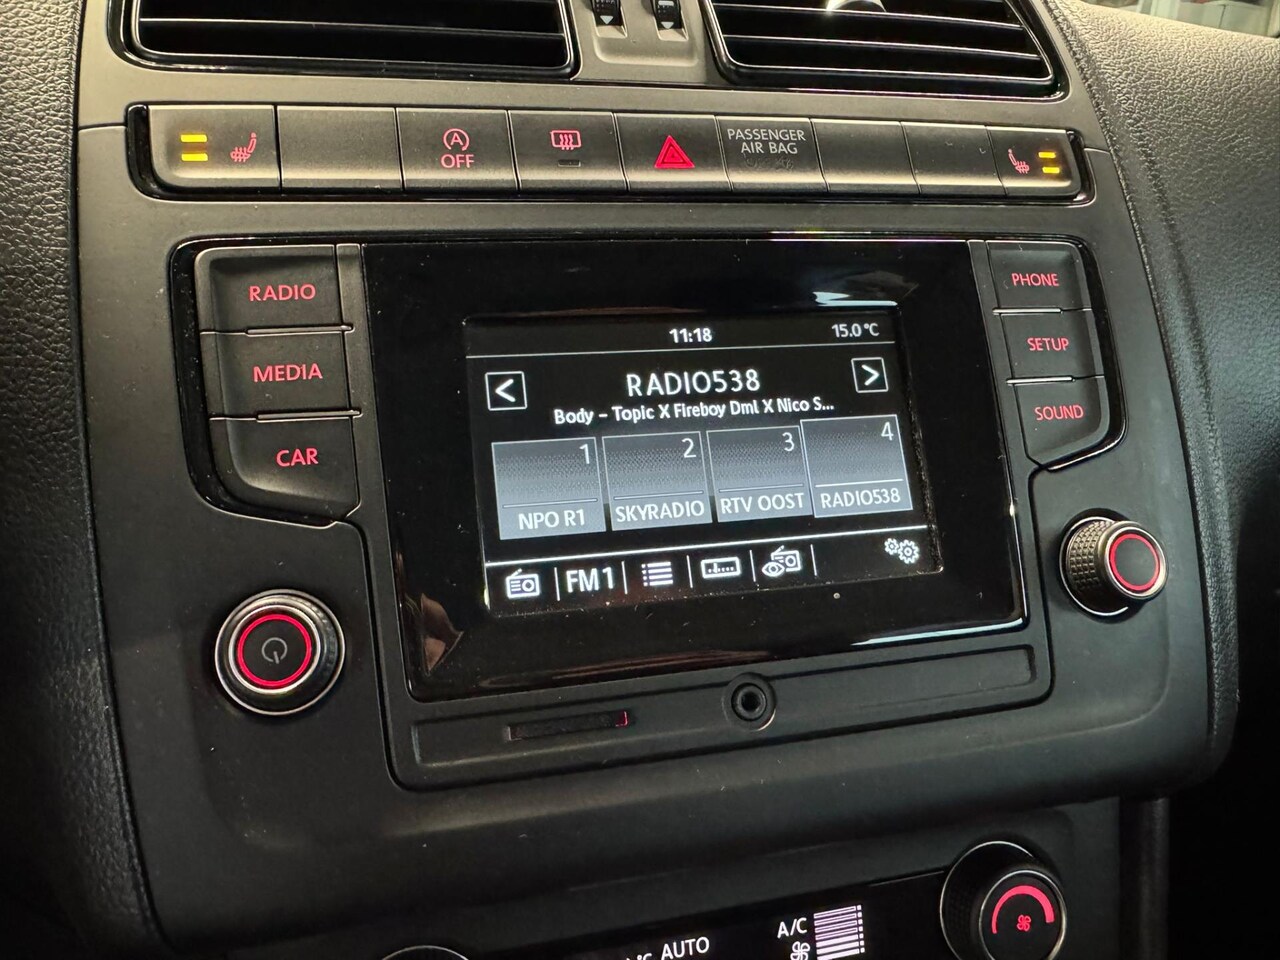 OFF
PASSENGER
AIR BAG
RADIO
MEDIA
CAR
PHONE
SETUP
SOUND
11:18
15.0°C
<
RADIO538
>
Body - Topic X Fireboy Dml X Nico S...
1
NPO R1
2
SKYRADIO
3
RTV OOST
4
RADIO538
FM1
°C AUTO
A/C